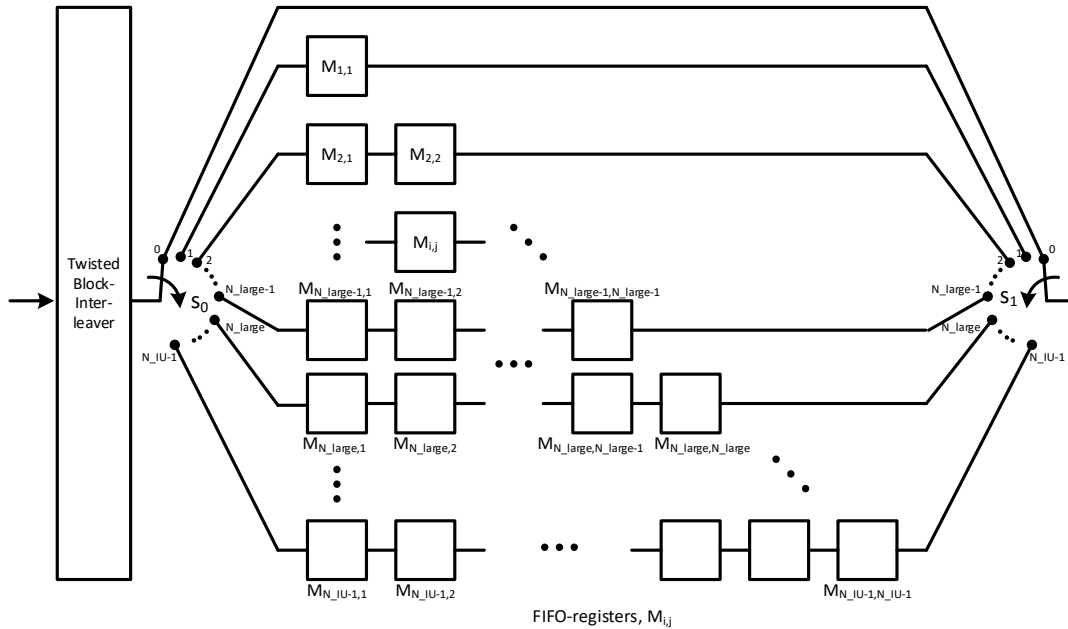 M1,1
M2,1 M2,2
Mi,j
Twisted
Block-
Inter-
leaver
0 1 2 N_large-1 N_large N_IU-1
S0
MN_large-1,1 MN_large-1,2 MN_large-1,N_large-1
MN_large,1 MN_large,2 MN_large,N_large-1 MN_large,N_large
MN_IU-1,1 MN_IU-1,2 MN_IU-1,N_IU-1
2 1 0 N_large-1 N_large N_IU-1
S1
FIFO-registers, Mi,j